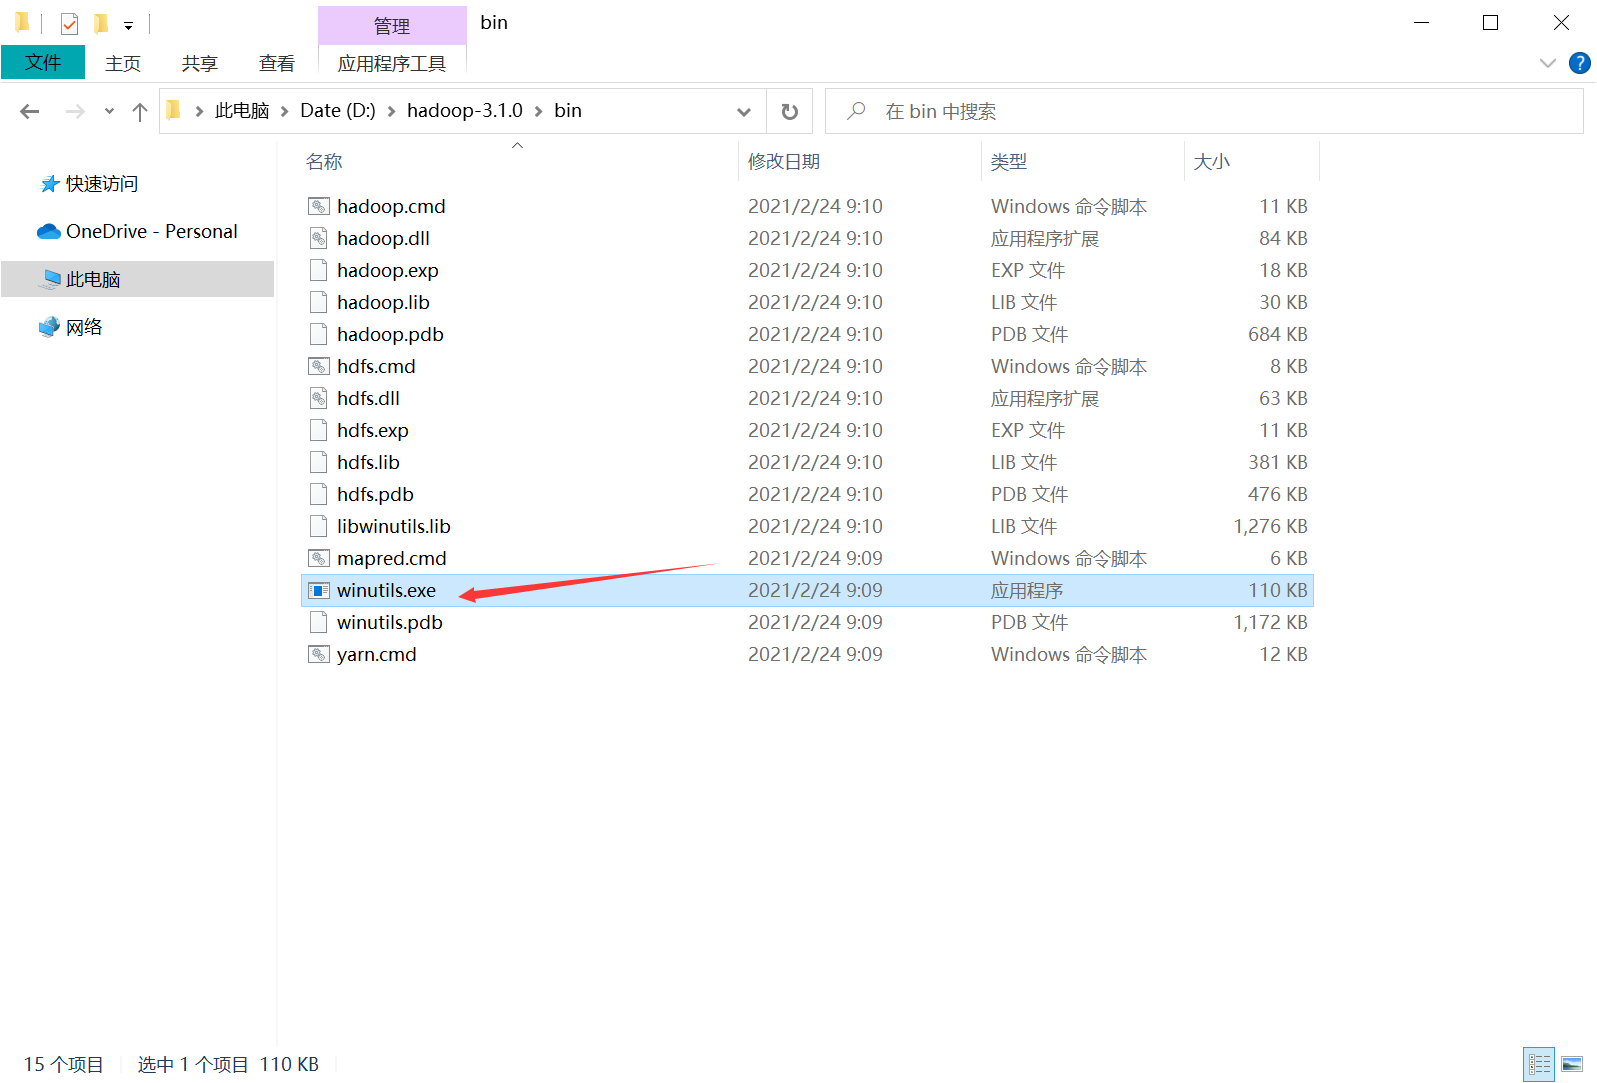 管理 bin
文件 主页 共享 查看 应用程序工具
此电脑 Date (D:) hadoop-3.1.0 bin 在 bin 中搜索
名称 修改日期 类型 大小
快速访问
OneDrive - Personal
此电脑
网络
hadoop.cmd 2021/2/24 9:10 Windows 命令脚本 11 KB
hadoop.dll 2021/2/24 9:10 应用程序扩展 84 KB
hadoop.exp 2021/2/24 9:10 EXP 文件 18 KB
hadoop.lib 2021/2/24 9:10 LIB 文件 30 KB
hadoop.pdb 2021/2/24 9:10 PDB 文件 684 KB
hdfs.cmd 2021/2/24 9:10 Windows 命令脚本 8 KB
hdfs.dll 2021/2/24 9:10 应用程序扩展 63 KB
hdfs.exp 2021/2/24 9:10 EXP 文件 11 KB
hdfs.lib 2021/2/24 9:10 LIB 文件 381 KB
hdfs.pdb 2021/2/24 9:10 PDB 文件 476 KB
libwinutils.lib 2021/2/24 9:10 LIB 文件 1,276 KB
mapred.cmd 2021/2/24 9:09 Windows 命令脚本 6 KB
winutils.exe 2021/2/24 9:09 应用程序 110 KB
winutils.pdb 2021/2/24 9:09 PDB 文件 1,172 KB
yarn.cmd 2021/2/24 9:09 Windows 命令脚本 12 KB
15 个项目 选中 1 个项目 110 KB